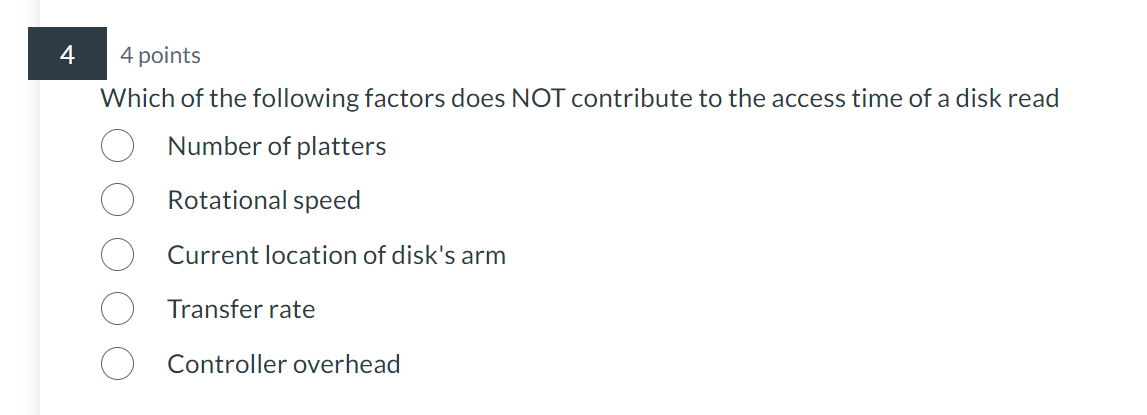 4
4 points
Which of the following factors does NOT contribute to the access time of a disk read
Number of platters
Rotational speed
Current location of disk's arm
Transfer rate
Controller overhead